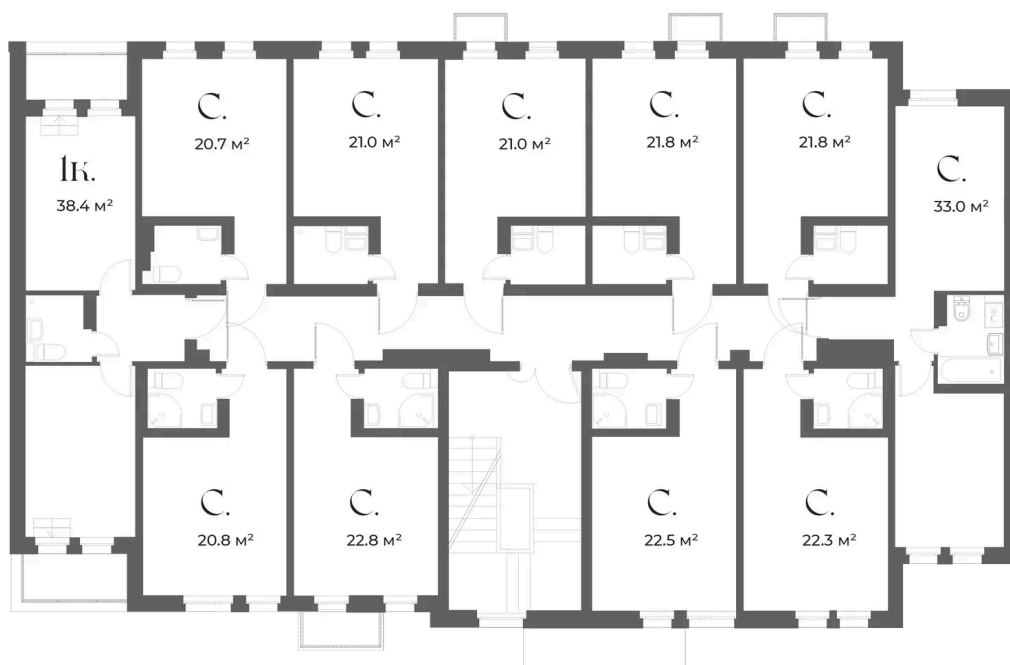 С.
20.7 м²
С.
21.0 м²
С.
21.0 м²
С.
21.8 м²
С.
21.8 м²
1к.
38.4 м²
С.
33.0 м²
С.
20.8 м²
С.
22.8 м²
С.
22.5 м²
С.
22.3 м²